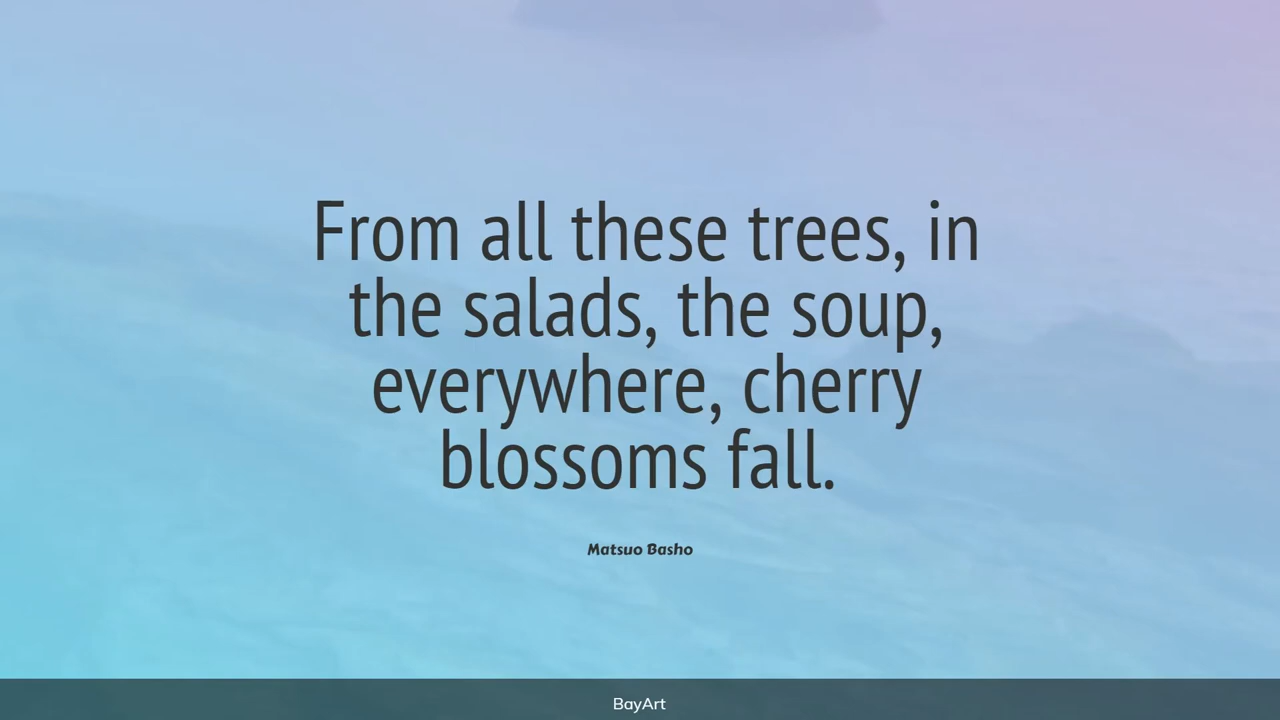 From all these trees, in
the salads, the soup,
everywhere, cherry
blossoms fall.
Matsuo Basho
BayArt